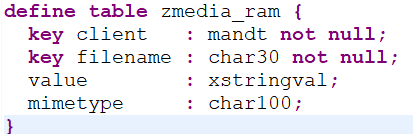 define table zmedia_ram {
  key client   : mandt not null;
  key filename : char30 not null;
  value        : xstringval;
  mimetype     : char100;
}